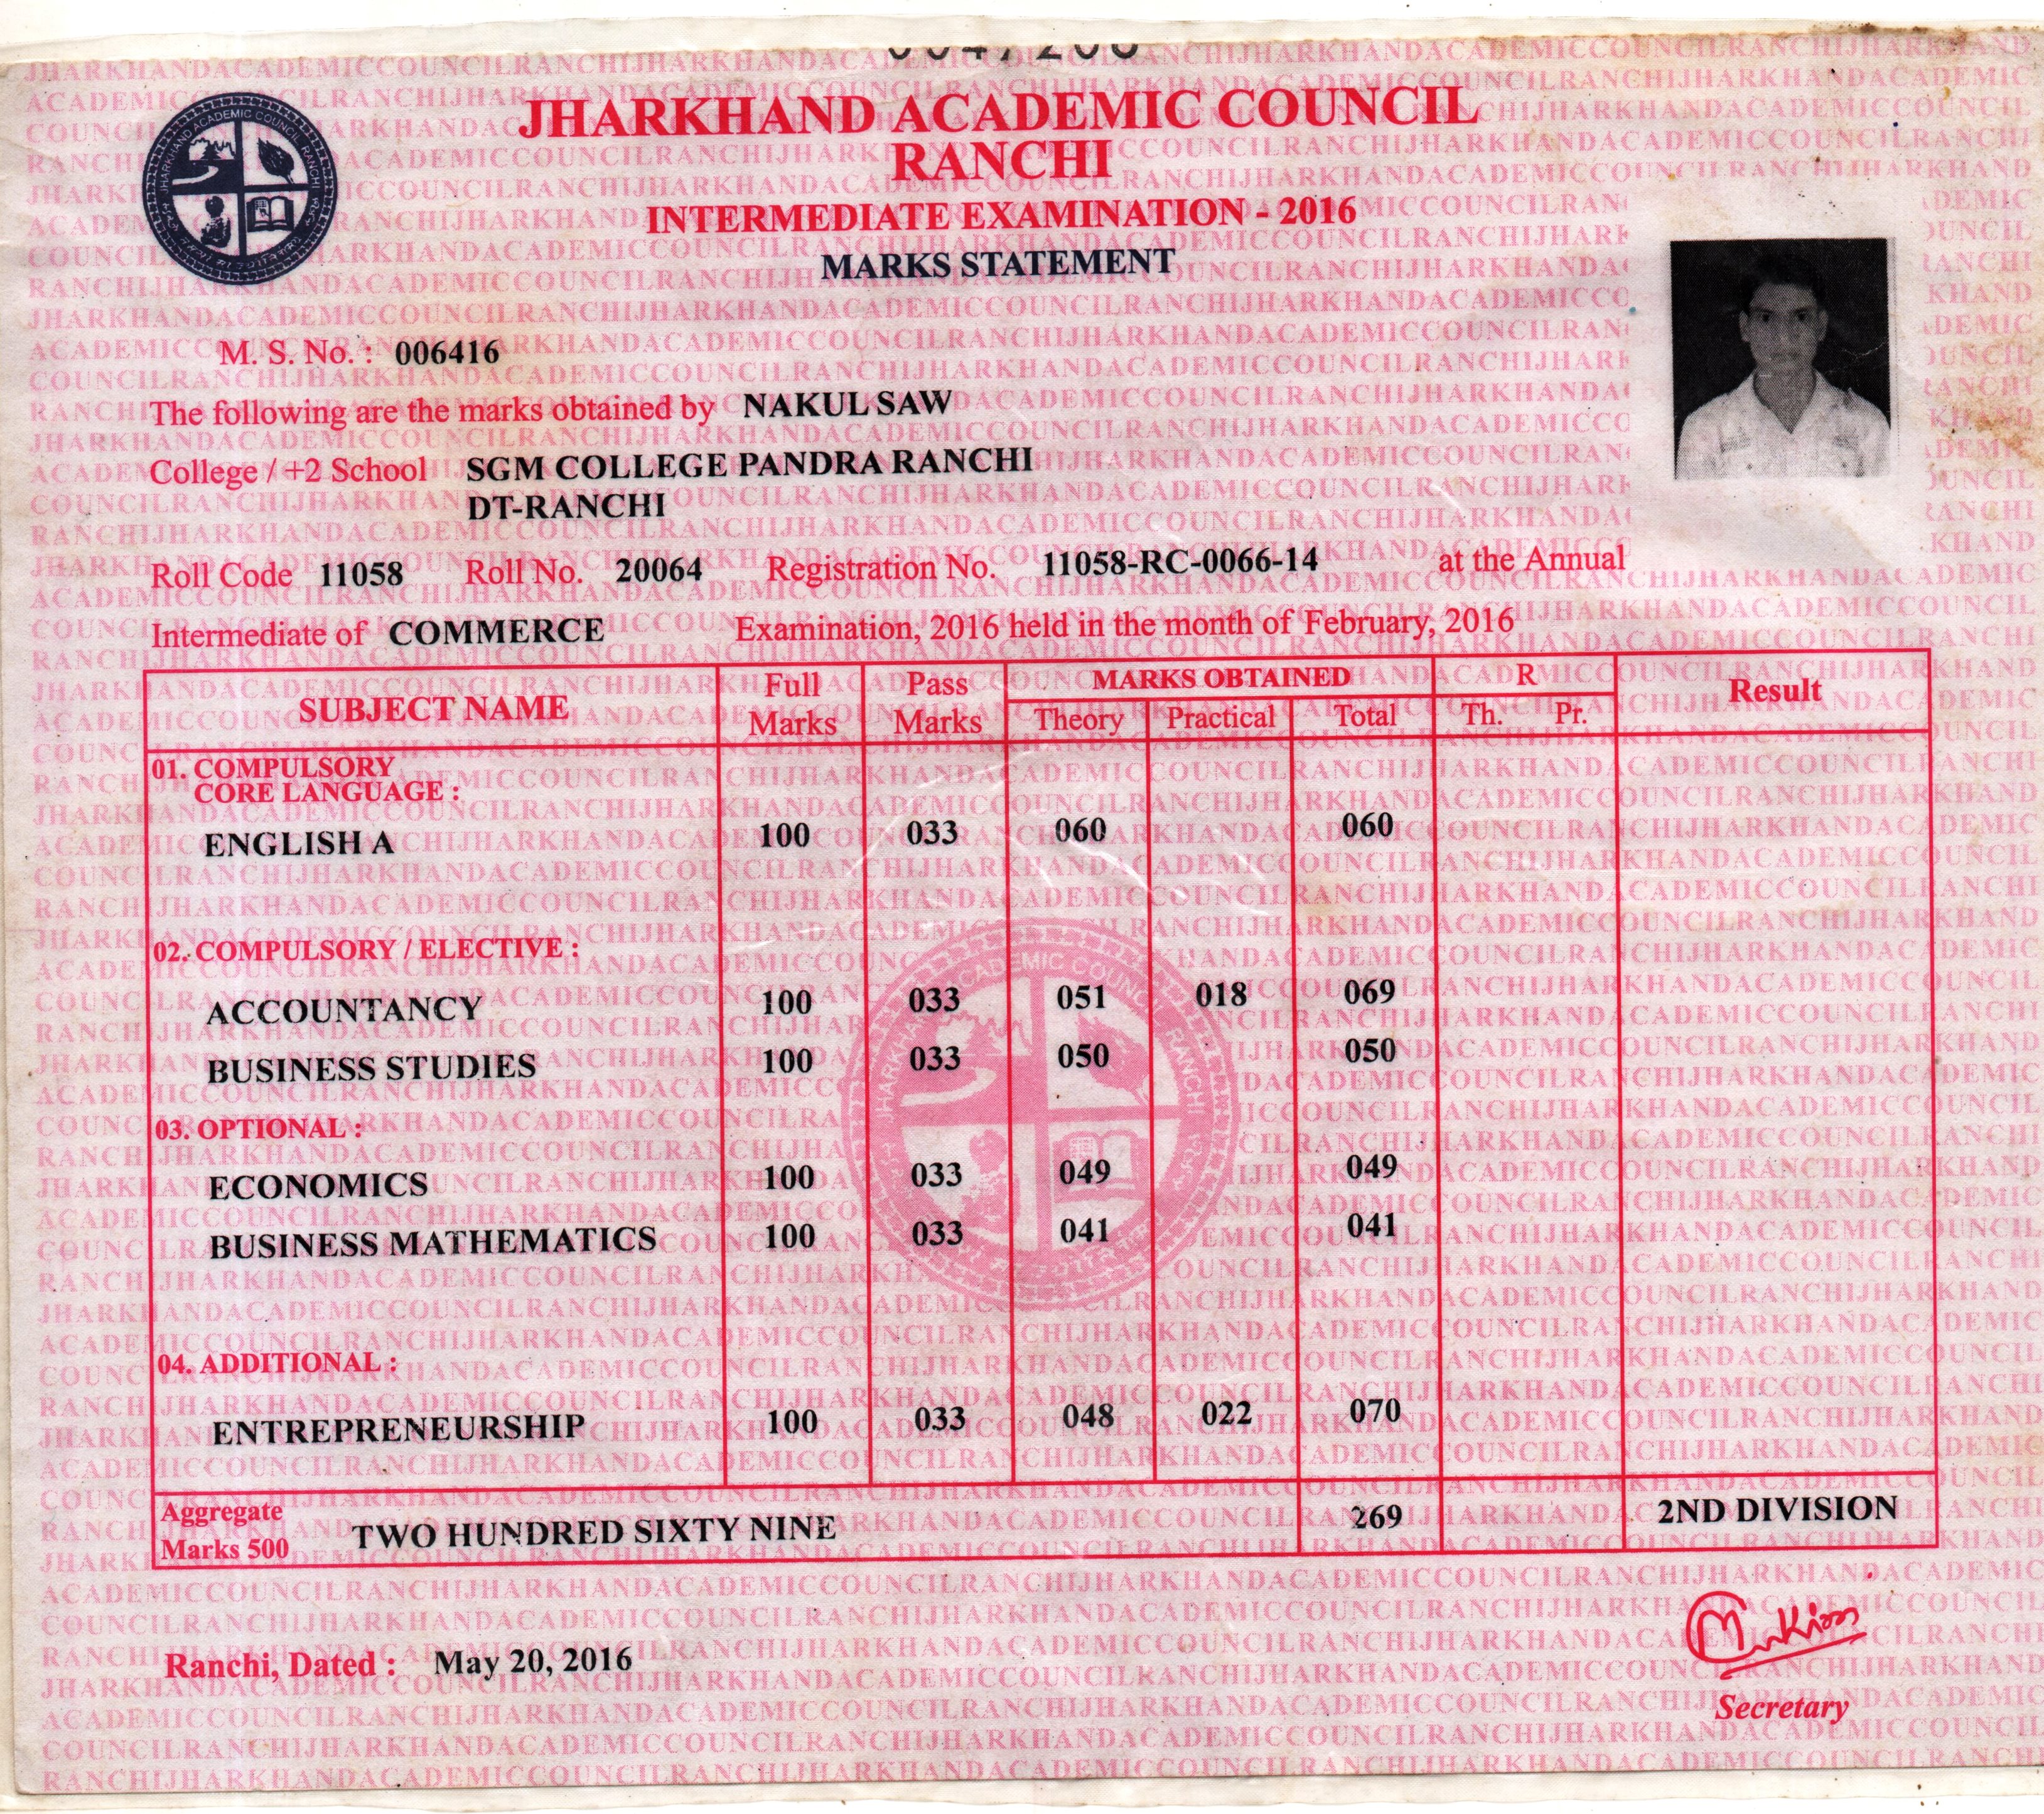 JHARKHAND ACADEMIC COUNCIL
RANCHI
INTERMEDIATE EXAMINATION - 2016
MARKS STATEMENT
M. S. No. : 006416
The following are the marks obtained by NAKUL SAW
College / +2 School SGM COLLEGE PANDRA RANCHI
DT-RANCHI
Roll Code 11058 Roll No. 20064 Registration No. 11058-RC-0066-14 at the Annual
Intermediate of COMMERCE Examination, 2016 held in the month of February, 2016
SUBJECT NAME Full Marks Pass Marks MARKS OBTAINED R Result
Theory Practical Total Th. Pr.
01. COMPULSORY
CORE LANGUAGE :
ENGLISH A 100 033 060 060
02. COMPULSORY / ELECTIVE :
ACCOUNTANCY 100 033 051 018 069
BUSINESS STUDIES 100 033 050 050
03. OPTIONAL :
ECONOMICS 100 033 049 049
BUSINESS MATHEMATICS 100 033 041 041
04. ADDITIONAL :
ENTREPRENEURSHIP 100 033 048 022 070
Aggregate
Marks 500 TWO HUNDRED SIXTY NINE 269 2ND DIVISION
Ranchi, Dated : May 20, 2016
Secretary